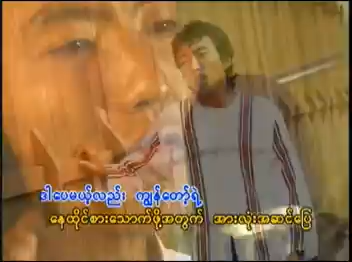 ဒါပေမယ့်လည်း ကျွန်တော့်ရဲ့
နေထိုင်စားသောက်ဖို့အတွက် အားလုံးအဆင်ပြေ